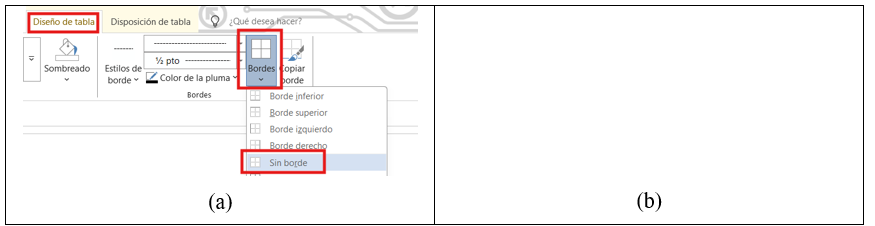 Diseño de tabla Disposición de tabla ¿Qué desea hacer?
Sombreado
Estilos de borde
½ pto
Color de la pluma
Bordes
Copiar borde
Bordes
Borde inferior
Borde superior
Borde izquierdo
Borde derecho
Sin borde
(a)
(b)